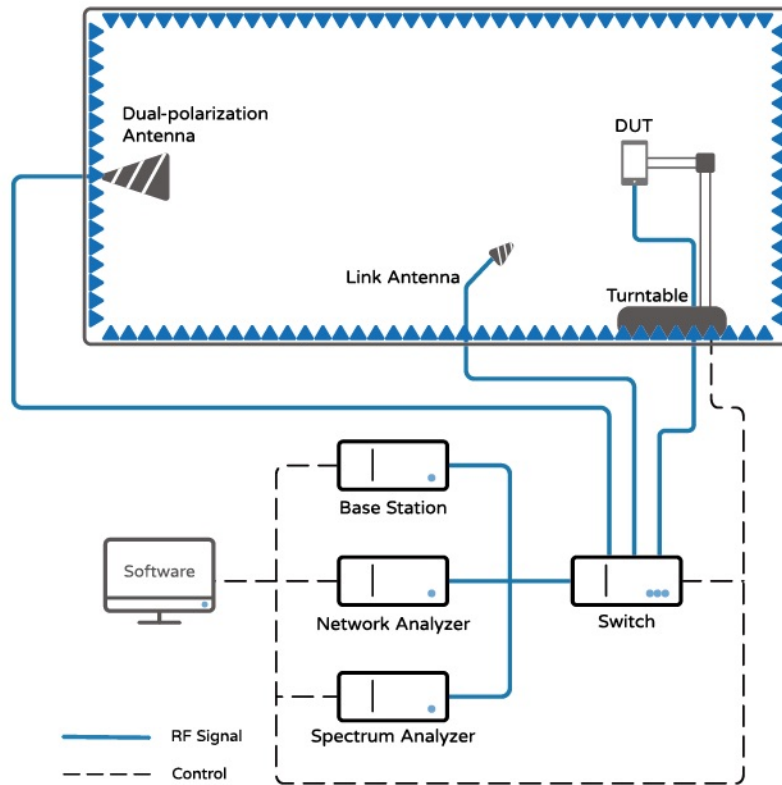 Dual-polarization
Antenna
DUT
Link Antenna
Turntable
Base Station
Software
Network Analyzer
Switch
Spectrum Analyzer
RF Signal
Control